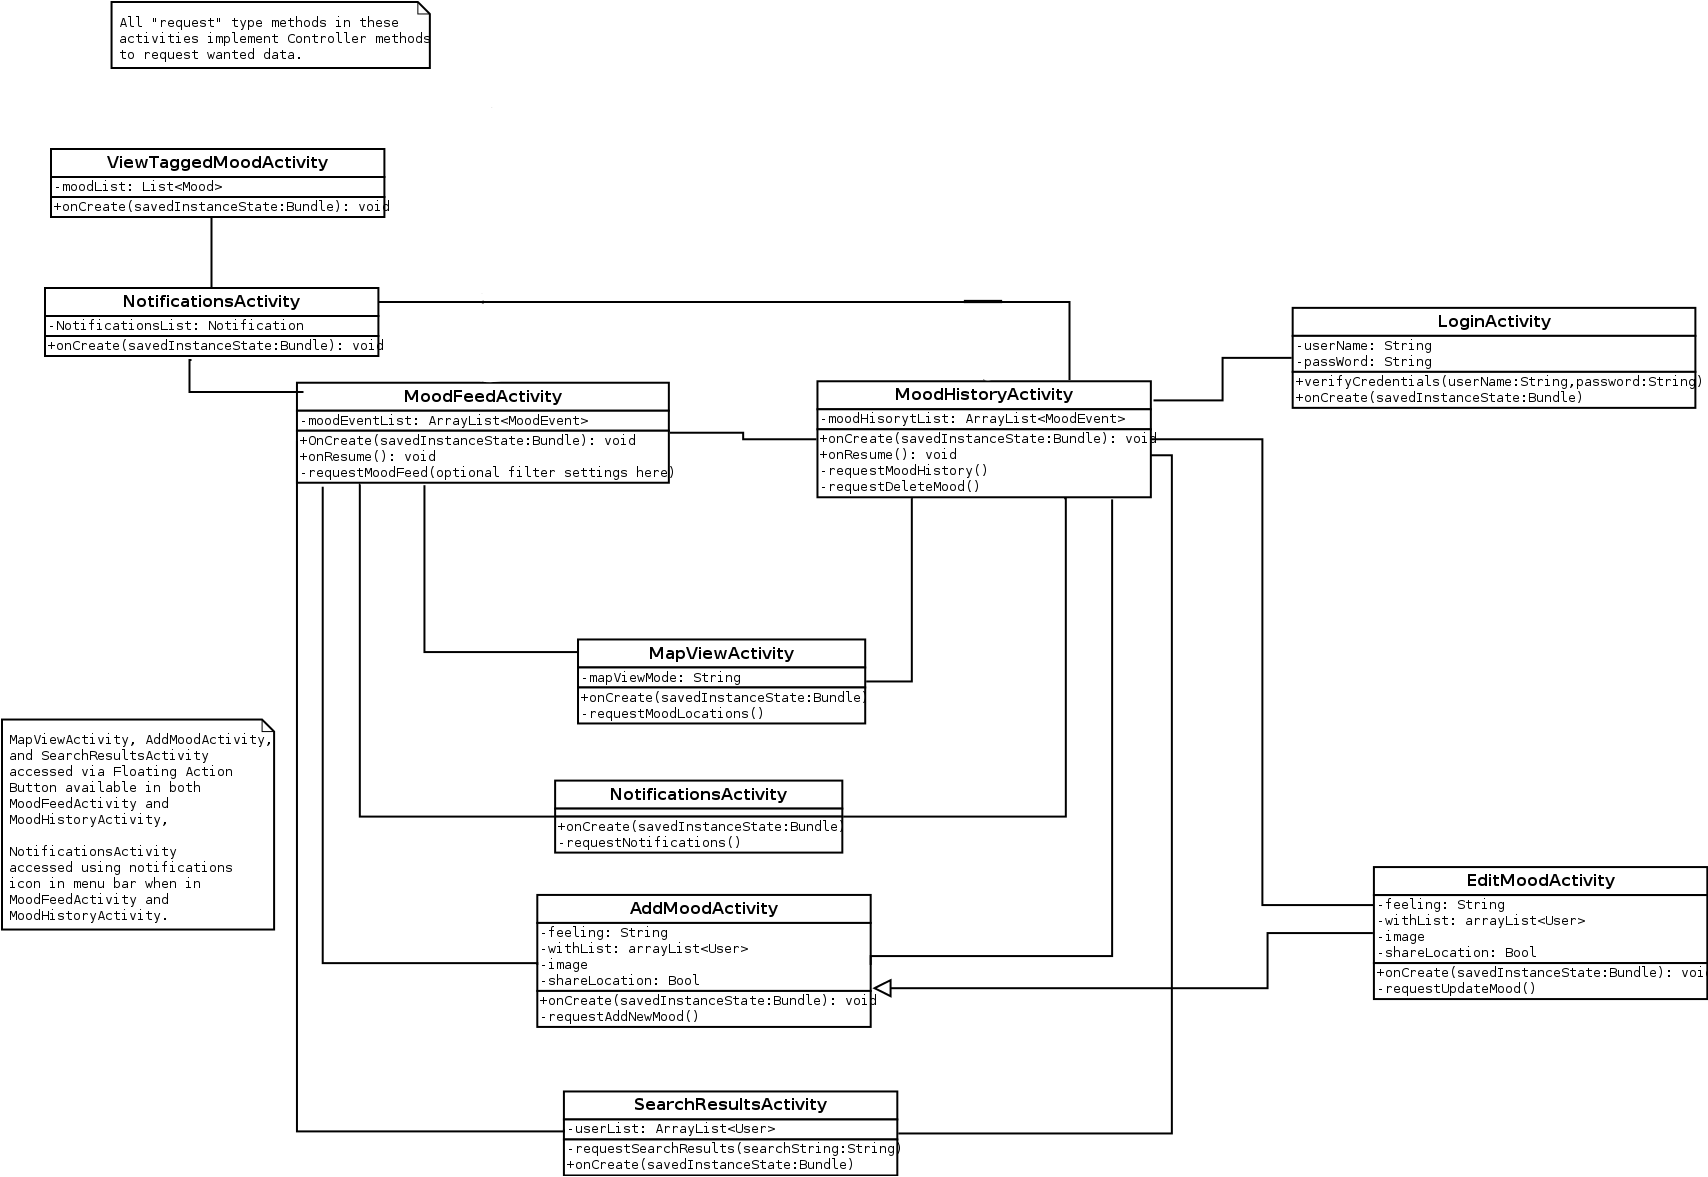 All "request" type methods in these
activities implement Controller methods
to request wanted data.
ViewTaggedMoodActivity
-moodList: List<Mood>
+onCreate(savedInstanceState:Bundle): void
NotificationsActivity
-NotificationsList: Notification
+onCreate(savedInstanceState:Bundle): void
MoodFeedActivity
-moodEventList: ArrayList<MoodEvent>
+OnCreate(savedInstanceState:Bundle): void
+onResume(): void
-requestMoodFeed(optional filter settings here)
MoodHistoryActivity
-moodHisorytList: ArrayList<MoodEvent>
+onCreate(savedInstanceState:Bundle): void
+onResume(): void
-requestMoodHistory()
-requestDeleteMood()
LoginActivity
-userName: String
-passWord: String
+verifyCredentials(userName:String,password:String)
+onCreate(savedInstanceState:Bundle)
MapViewActivity
-mapViewMode: String
+onCreate(savedInstanceState:Bundle)
-requestMoodLocations()
MapViewActivity, AddMoodActivity,
and SearchResultsActivity
accessed via Floating Action
Button available in both
MoodFeedActivity and
MoodHistoryActivity,
NotificationsActivity
accessed using notifications
icon in menu bar when in
MoodFeedActivity and
MoodHistoryActivity.
NotificationsActivity
+onCreate(savedInstanceState:Bundle)
-requestNotifications()
AddMoodActivity
-feeling: String
-withList: arrayList<User>
-image
-shareLocation: Bool
+onCreate(savedInstanceState:Bundle): void
-requestAddNewMood()
EditMoodActivity
-feeling: String
-withList: arrayList<User>
-image
-shareLocation: Bool
+onCreate(savedInstanceState:Bundle): voi
-requestUpdateMood()
SearchResultsActivity
-userList: ArrayList<User>
-requestSearchResults(searchString:String)
+onCreate(savedInstanceState:Bundle)